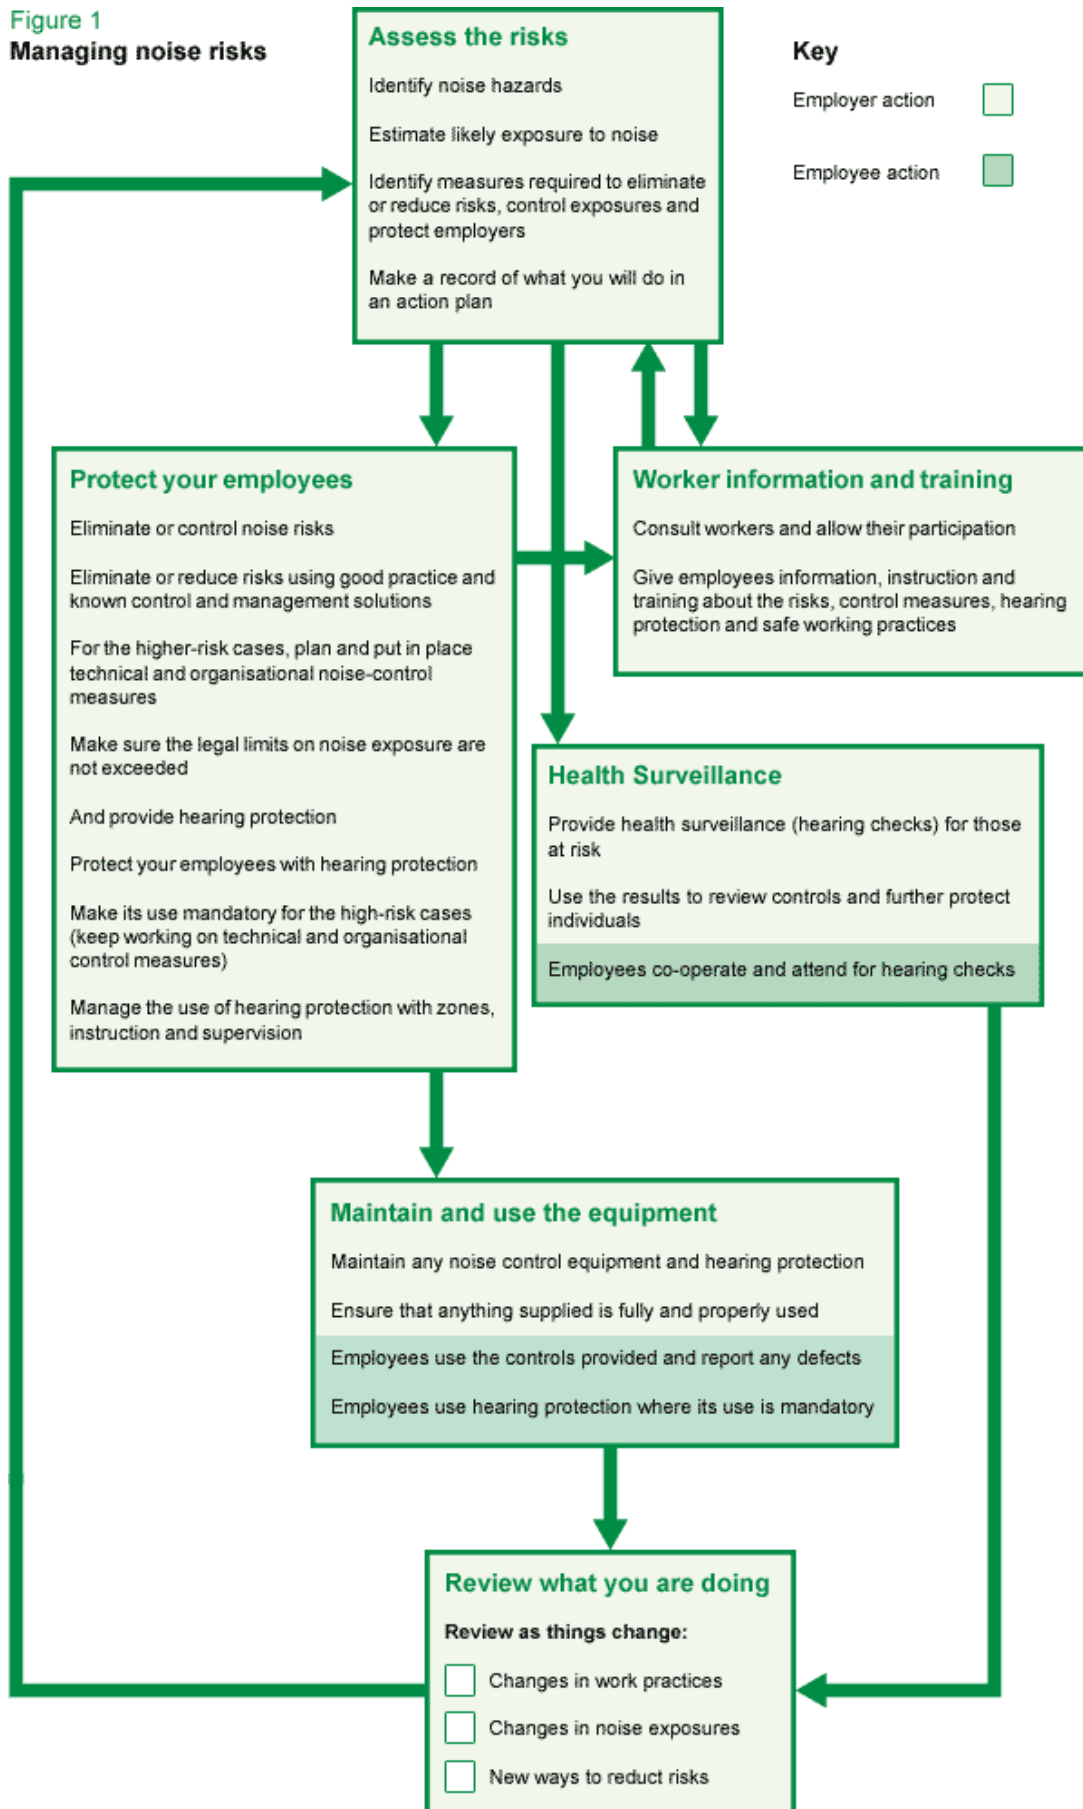 Figure 1
Managing noise risks
Assess the risks
Identify noise hazards
Estimate likely exposure to noise
Identify measures required to eliminate
or reduce risks, control exposures and
protect employers
Make a record of what you will do in
an action plan
Key
Employer action
Employee action
Protect your employees
Eliminate or control noise risks
Eliminate or reduce risks using good practice and
known control and management solutions
For the higher-risk cases, plan and put in place
technical and organisational noise-control
measures
Make sure the legal limits on noise exposure are
not exceeded
And provide hearing protection
Protect your employees with hearing protection
Make its use mandatory for the high-risk cases
(keep working on technical and organisational
control measures)
Manage the use of hearing protection with zones,
instruction and supervision
Worker information and training
Consult workers and allow their participation
Give employees information, instruction and
training about the risks, control measures, hearing
protection and safe working practices
Health Surveillance
Provide health surveillance (hearing checks) for those
at risk
Use the results to review controls and further protect
individuals
Employees co-operate and attend for hearing checks
Maintain and use the equipment
Maintain any noise control equipment and hearing protection
Ensure that anything supplied is fully and properly used
Employees use the controls provided and report any defects
Employees use hearing protection where its use is mandatory
Review what you are doing
Review as things change:
Changes in work practices
Changes in noise exposures
New ways to reduct risks